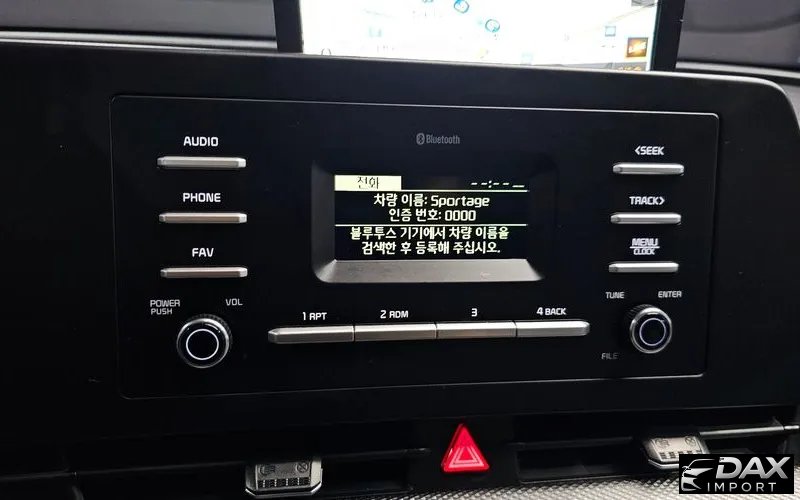 AUDIO
PHONE
FAV
POWER
PUSH
VOL
Bluetooth
전화 --:--
차량 이름: Sportage
인증 번호: 0000
블루투스 기기에서 차량 이름을
검색한 후 등록해 주십시오.
1 RPT
2 RDM
3
4 BACK
<SEEK
TRACK>
MENU
CLOCK
TUNE
ENTER
FILE
DAX
IMPORT